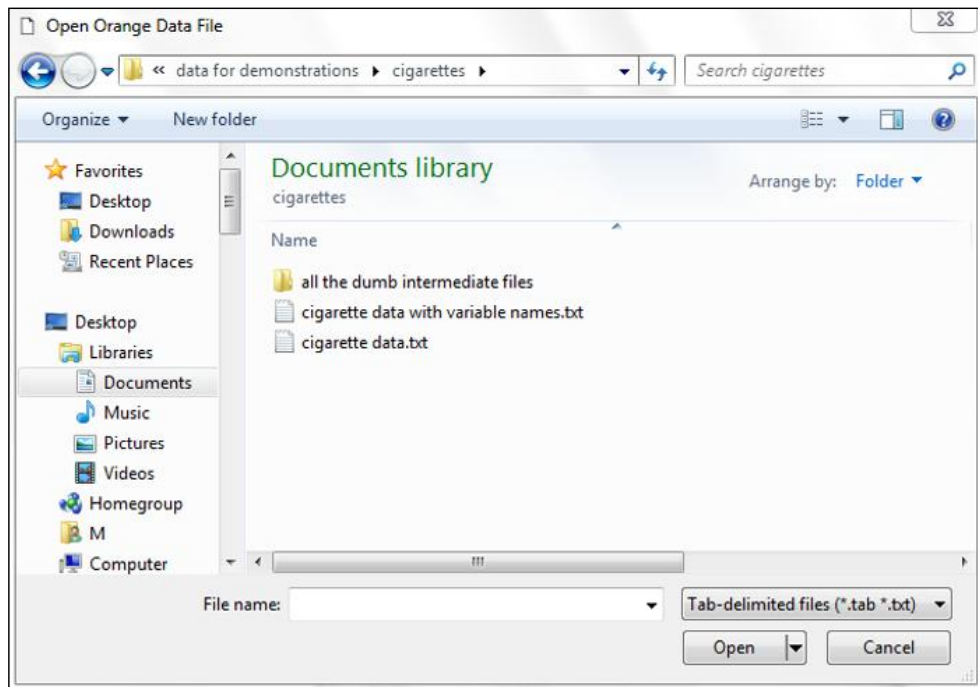 Open Orange Data File
« data for demonstrations ▸ cigarettes ▸
Search cigarettes
Organize ▾ New folder
Favorites
Desktop
Downloads
Recent Places
Desktop
Libraries
Documents
Music
Pictures
Videos
Homegroup
M
Computer
Documents library
cigarettes
Arrange by: Folder ▾
Name
all the dumb intermediate files
cigarette data with variable names.txt
cigarette data.txt
File name:
Tab-delimited files (*.tab *.txt)
Open
Cancel